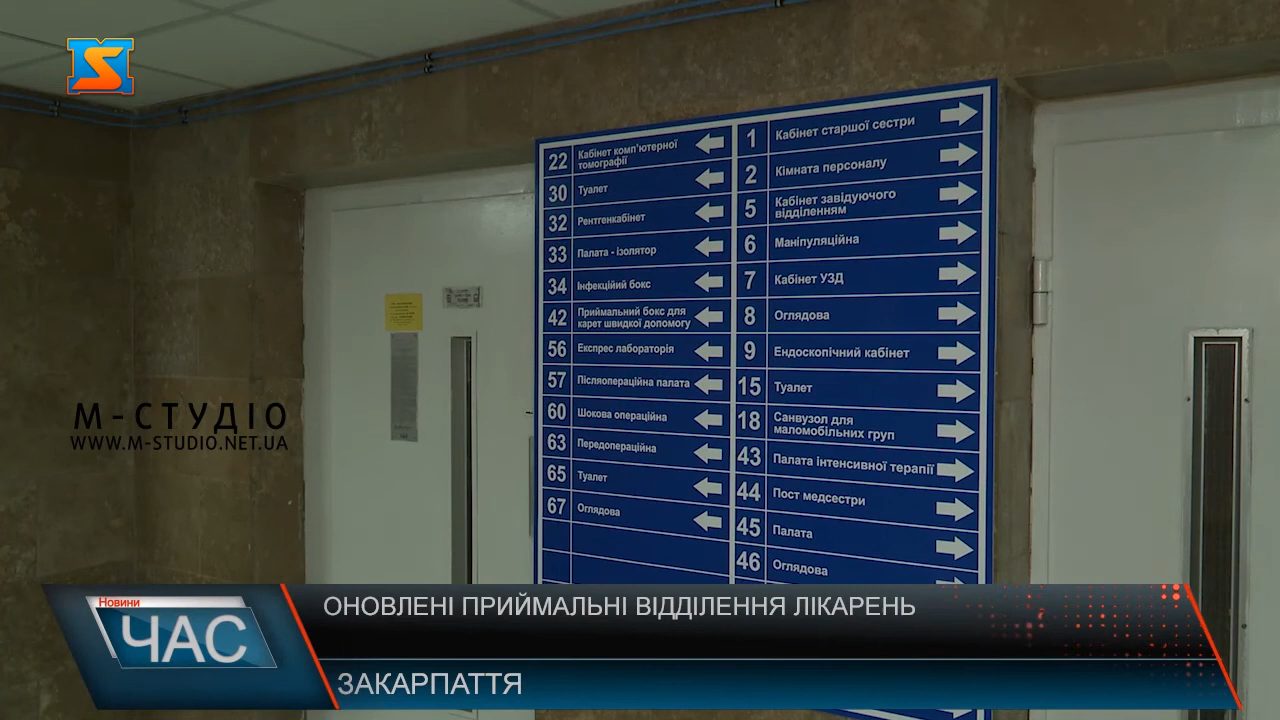 22 Кабінет комп'ютерної
томографії
30 Туалет
32 Рентгенкабінет
33 Палата - ізолятор
34 Інфекційний бокс
42 Приймальний бокс для
карет швидкої допомогу
56 Експрес лабораторія
57 Післяопераційна палата
60 Шокова операційна
63 Передопераційна
65 Туалет
67 Оглядова
1 Кабінет старшої сестри
2 Кімната персоналу
5 Кабінет завідуючого
відділенням
6 Маніпуляційна
7 Кабінет УЗД
8 Оглядова
9 Ендоскопічний кабінет
15 Туалет
18 Санвузол для
маломобільних груп
43 Палата інтенсивної терапії
44 Пост медсестри
45 Палата
46 Оглядова
М-СТУДІО
WWW.M-STUDIO.NET.UA
Новини
ЧАС
ОНОВЛЕНІ ПРИЙМАЛЬНІ ВІДДІЛЕННЯ ЛІКАРЕНЬ
ЗАКАРПАТТЯ